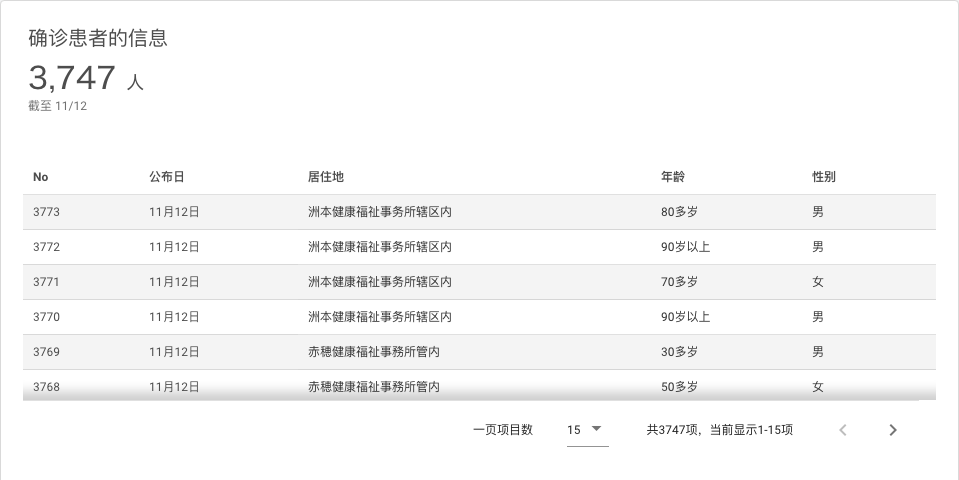 确诊患者的信息
3,747 人
截至 11/12
No 公布日 居住地 年龄 性别
3773 11月12日 洲本健康福祉事务所辖区内 80多岁 男
3772 11月12日 洲本健康福祉事务所辖区内 90岁以上 男
3771 11月12日 洲本健康福祉事务所辖区内 70多岁 女
3770 11月12日 洲本健康福祉事务所辖区内 90岁以上 男
3769 11月12日 赤穂健康福祉事務所管内 30多岁 男
3768 11月12日 赤穂健康福祉事務所管内 50多岁 女
一页项目数 15 共3747项，当前显示1-15项